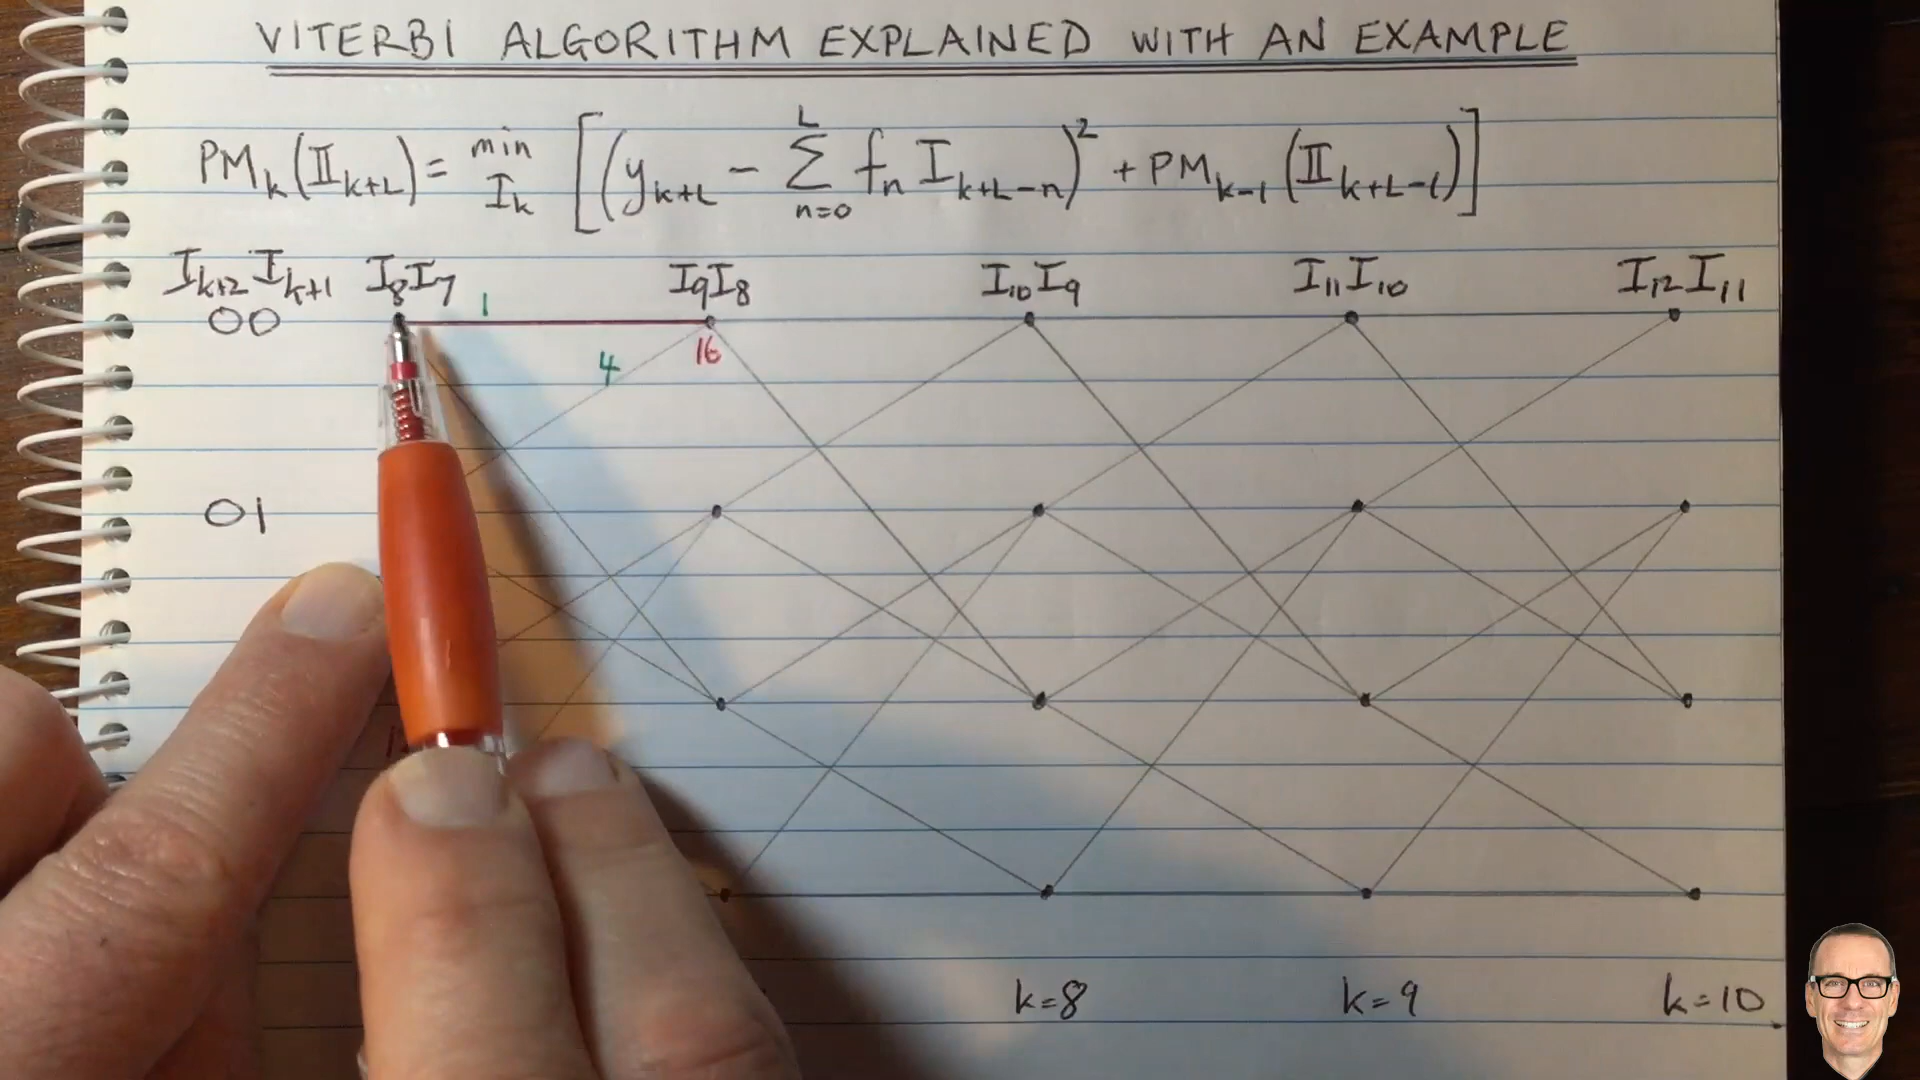 VITERBI ALGORITHM EXPLAINED WITH AN EXAMPLE
PM_k(𝕀_{k+L}) = min_{I_k} [(y_{k+L} - Σ_{n=0}^{L} f_n I_{k+L-n})² + PM_{k-1}(𝕀_{k+L-1})]
I_{k+2} I_{k+1} I_8 I_7 I_9 I_8 I_10 I_9 I_11 I_10 I_12 I_11
1
00
4 16
01
k=8 k=9 k=10